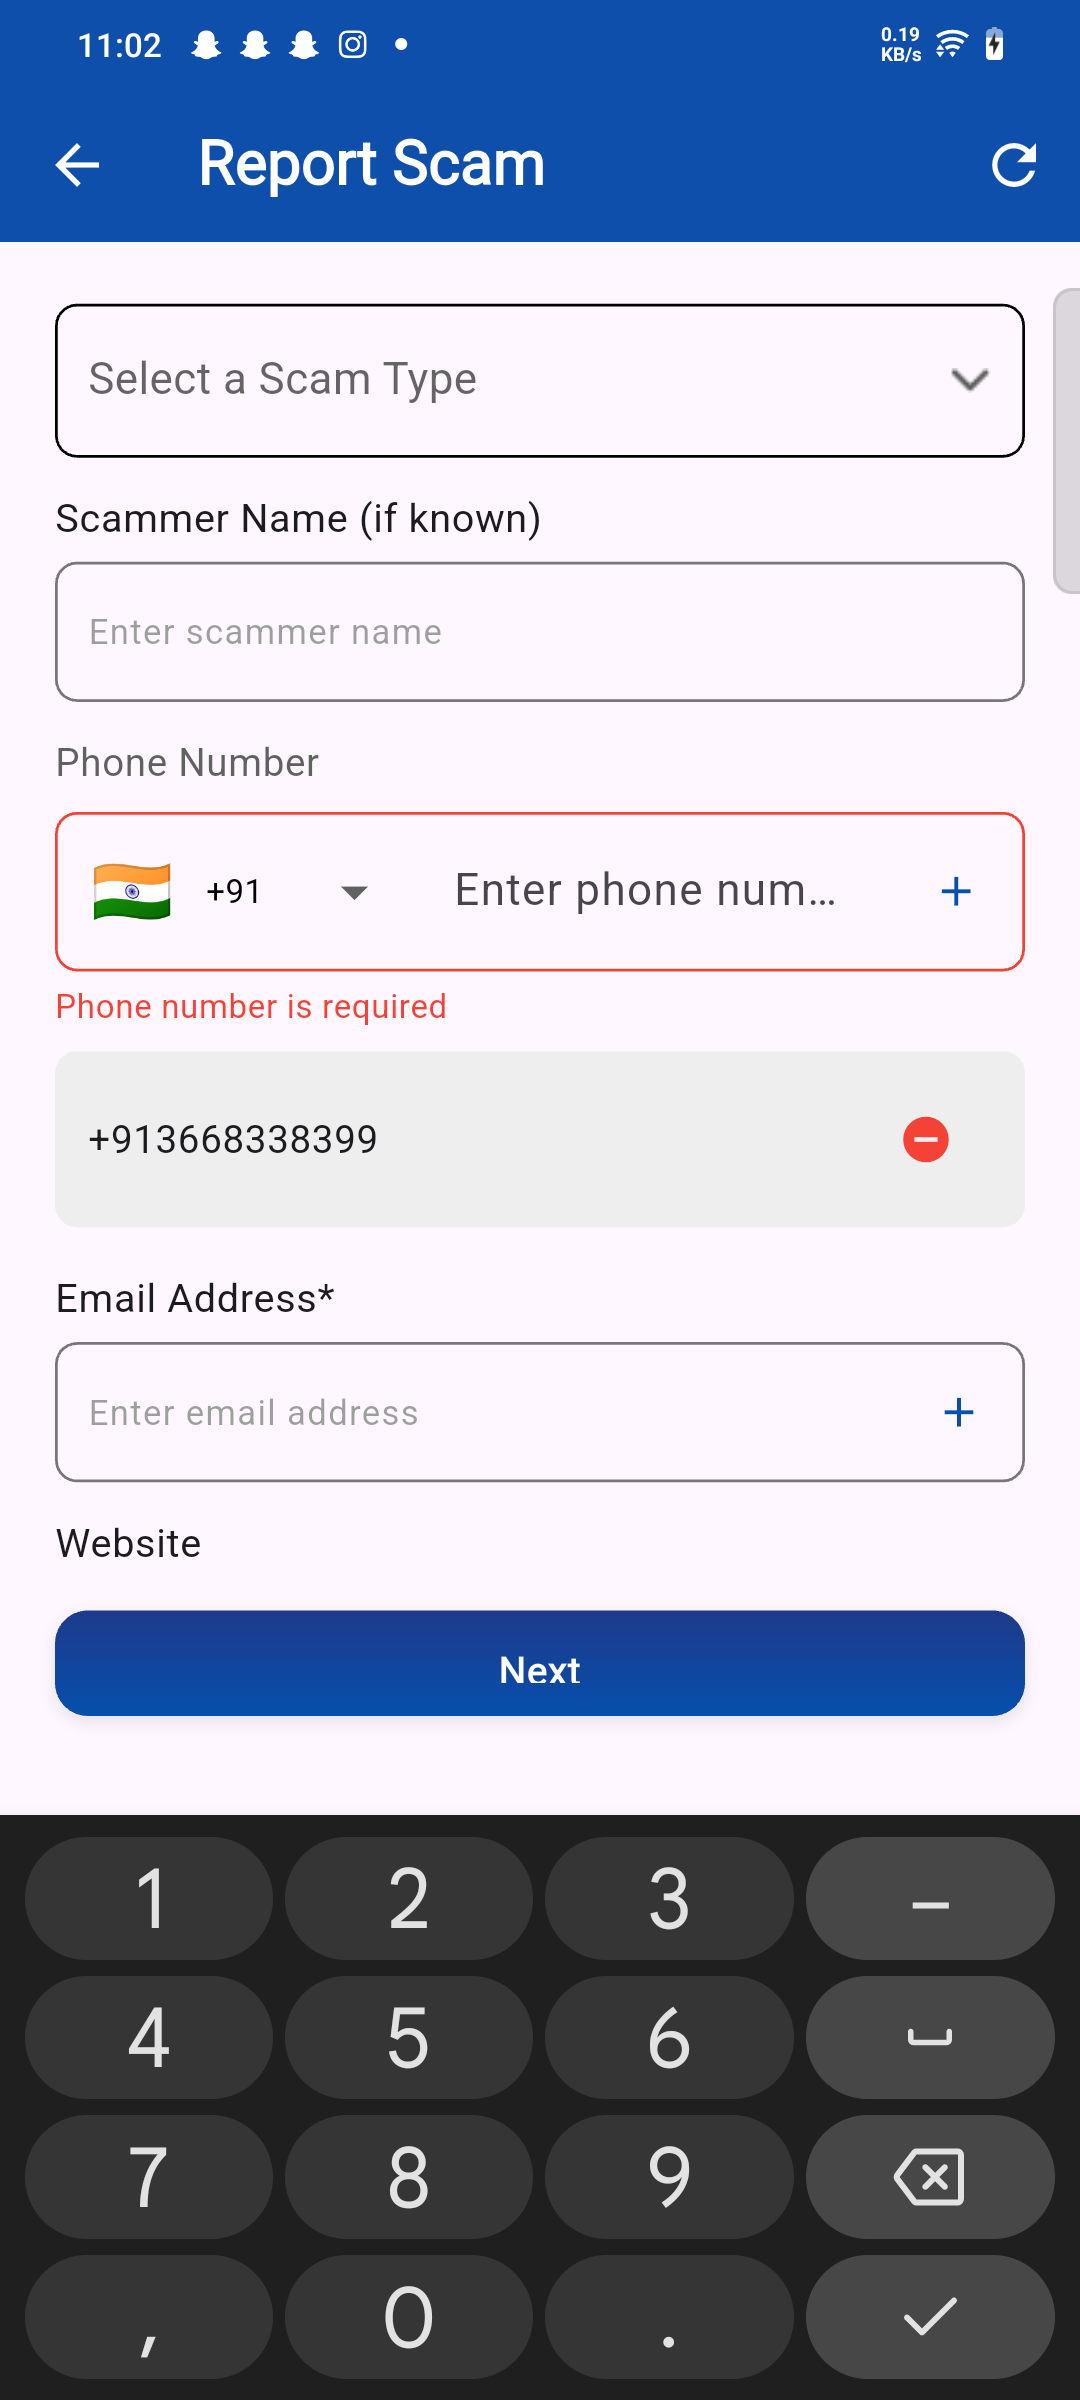 11:02
0.19
KB/s
Report Scam
Select a Scam Type
Scammer Name (if known)
Enter scammer name
Phone Number
+91
Enter phone num...
Phone number is required
+913668338399
Email Address*
Enter email address
Website
Next
1 2 3 –
4 5 6
7 8 9
, 0 .